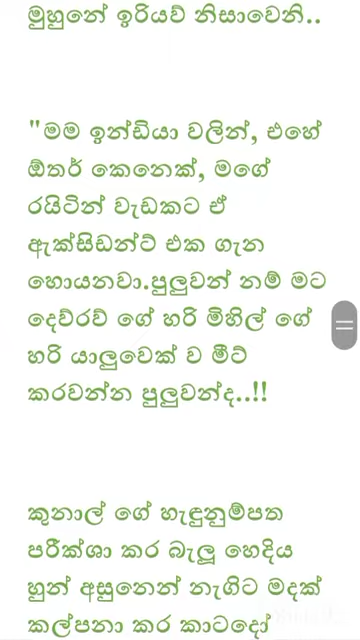 මුහුනේ ඉරියව් නිසාවෙනි..
"මම ඉන්ඩියා වලින්, එහේ
ඕතර් කෙනෙක්, මගේ
රයිටින් වැඩකට ඒ
ඇක්සිඩන්ට් එක ගැන
හොයනවා.පුලුවන් නම් මට
දෙව්රව් ගේ හරි මිහිල් ගේ
හරි යාලුවෙක් ව මීට්
කරවන්න පුලුවන්ද..!!
කුනාල් ගේ හැඳුනුම්පත
පරීක්ශා කර බැලූ හෙදිය
හුන් අසුනෙන් නැගිට මදක්
කල්පනා කර කාටදෝ